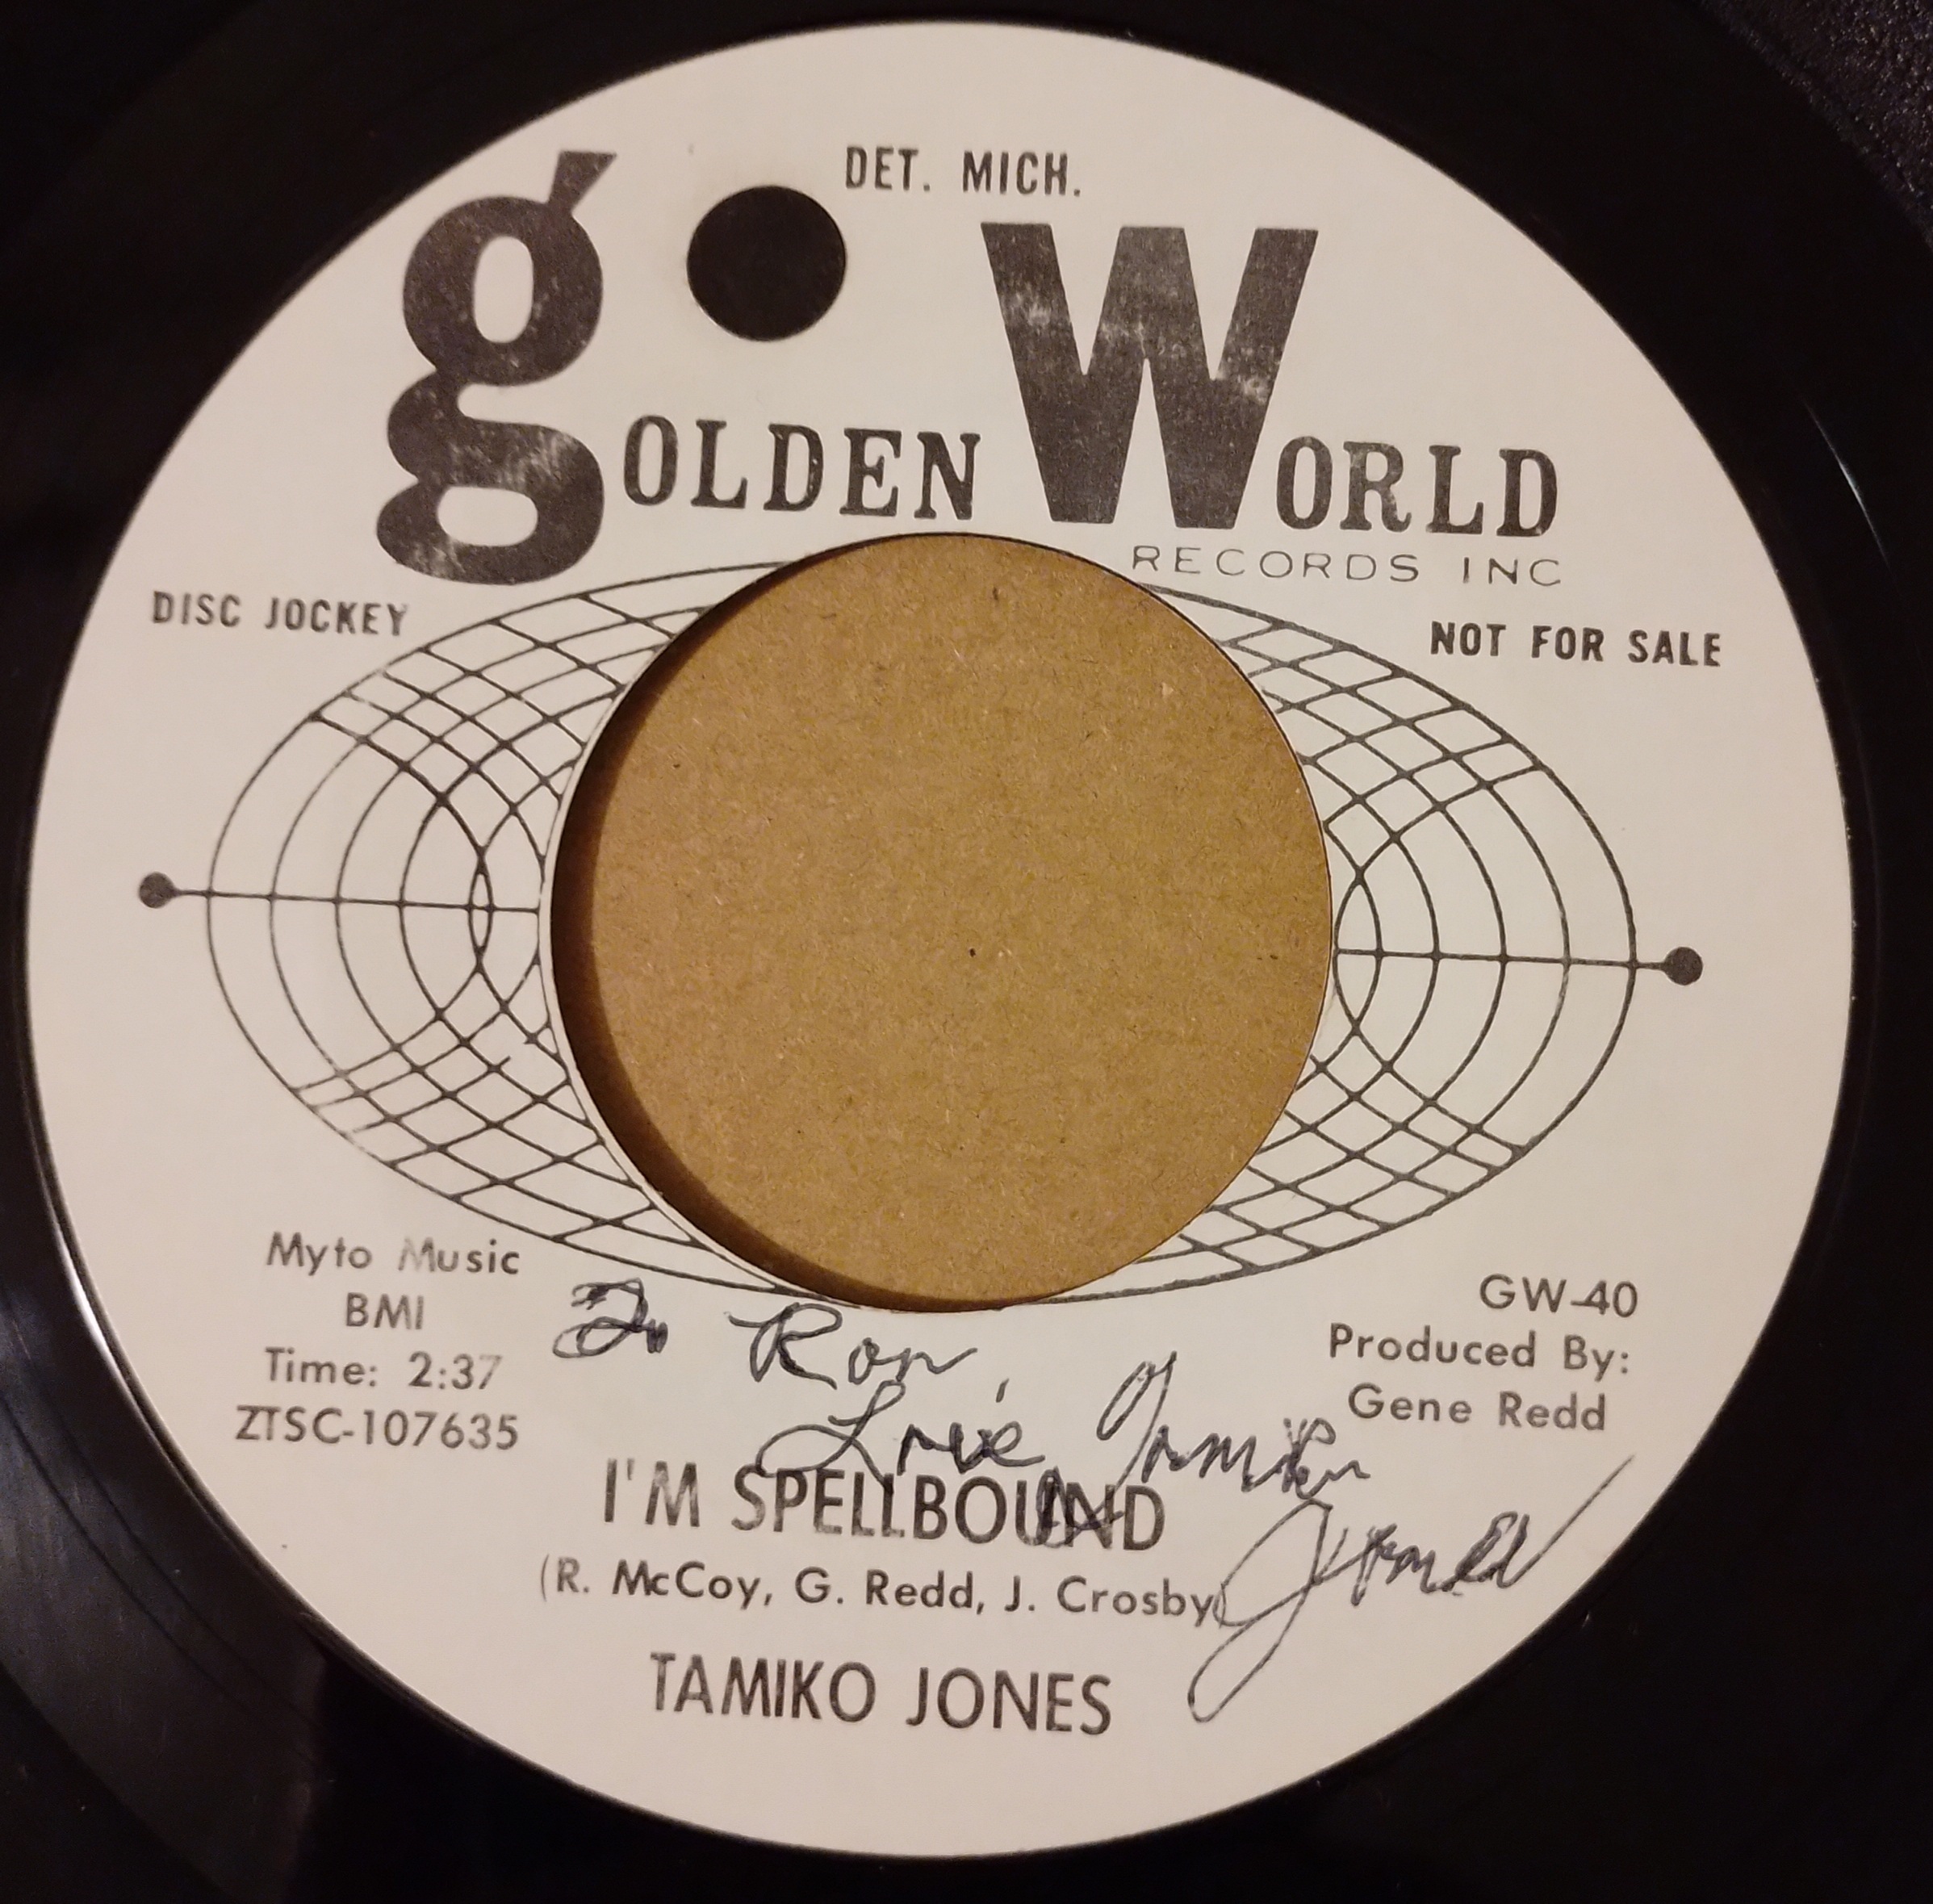 DET. MICH.
gOLDEN WORLD
RECORDS INC
DISC JOCKEY
NOT FOR SALE
Myto Music
BMI
Time: 2:37
ZTSC-107635
GW-40
Produced By:
Gene Redd
To Ron,
Love Tamiko
Jones
I'M SPELLBOUND
(R. McCoy, G. Redd, J. Crosby)
TAMIKO JONES